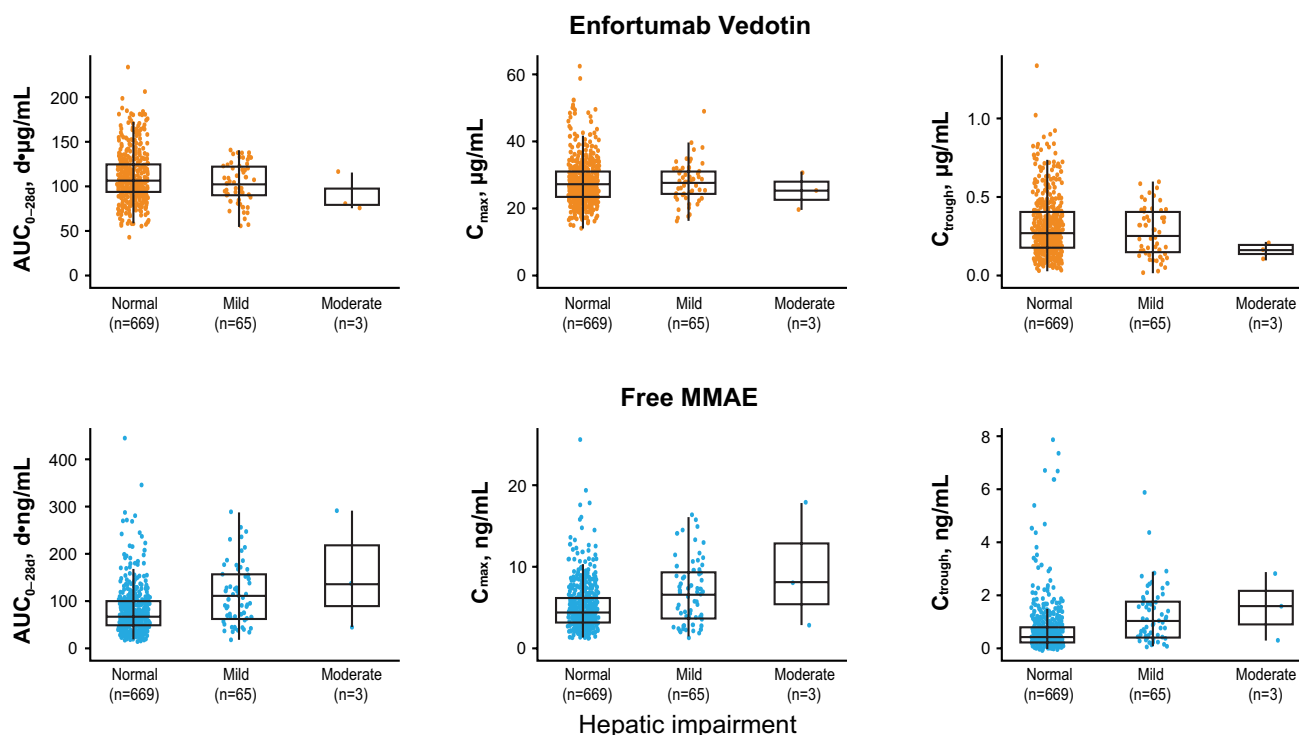 Enfortumab Vedotin
AUC0–28d, d•µg/mL
200
150
100
50
0
Normal
(n=669)
Mild
(n=65)
Moderate
(n=3)
Cmax, µg/mL
60
40
20
0
Normal
(n=669)
Mild
(n=65)
Moderate
(n=3)
Ctrough, µg/mL
1.0
0.5
0.0
Normal
(n=669)
Mild
(n=65)
Moderate
(n=3)
Free MMAE
AUC0–28d, d•ng/mL
400
300
200
100
0
Normal
(n=669)
Mild
(n=65)
Moderate
(n=3)
Cmax, ng/mL
20
10
0
Normal
(n=669)
Mild
(n=65)
Moderate
(n=3)
Ctrough, ng/mL
8
6
4
2
0
Normal
(n=669)
Mild
(n=65)
Moderate
(n=3)
Hepatic impairment